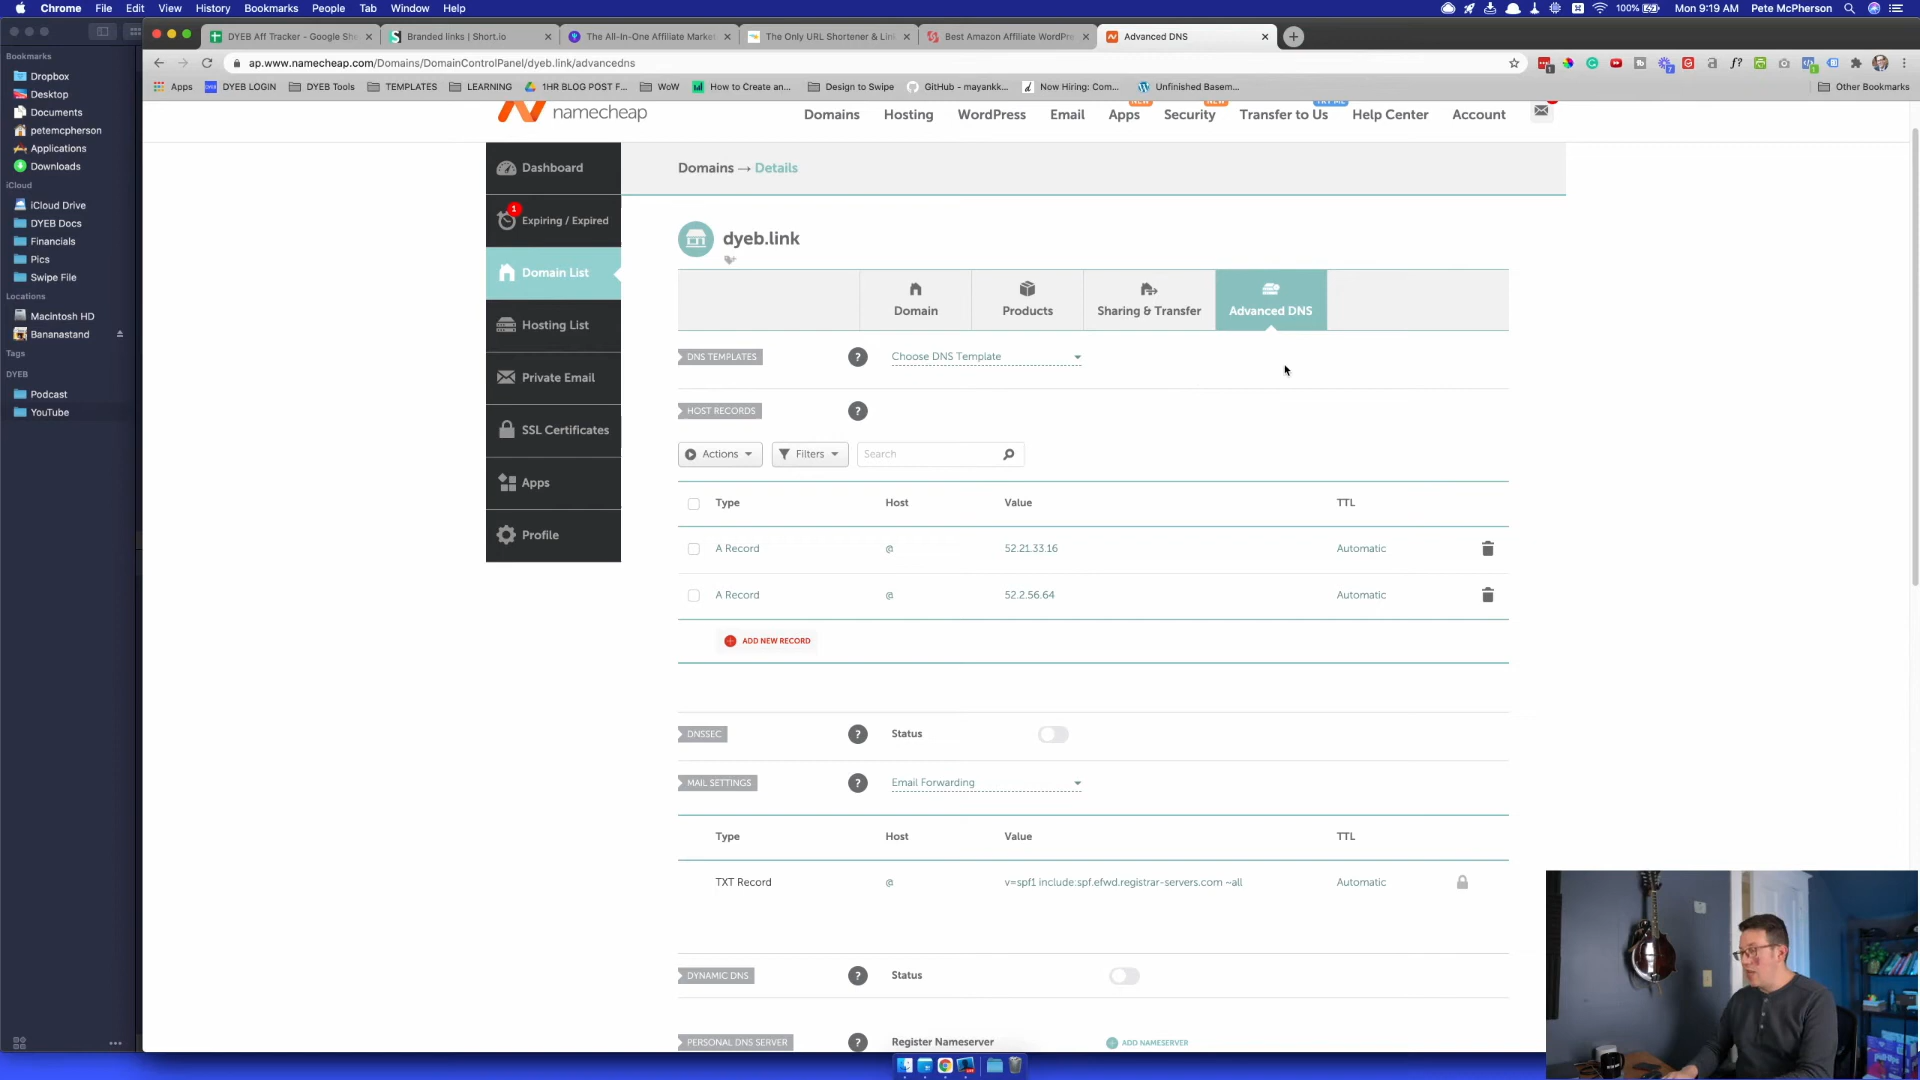 Chrome File Edit View History Bookmarks People Tab Window Help
100% Mon 9:19 AM Pete McPherson
DYEB Aff Tracker - Google She
Branded links | Short.io
The All-In-One Affiliate Market
The Only URL Shortener & Lin
Best Amazon Affiliate WordPre
Advanced DNS
ap.www.namecheap.com/Domains/DomainControlPanel/dyeb.link/advancedns
Apps
DYEB LOGIN
DYEB Tools
TEMPLATES
LEARNING
1HR BLOG POST F...
WoW
How to Create an...
Design to Swipe
GitHub - mayankk...
Now Hiring: Com...
Unfinished Basem...
Other Bookmarks
Bookmarks
Dropbox
Desktop
Documents
petemcpherson
Applications
Downloads
iCloud
iCloud Drive
DYEB Docs
Financials
Pics
Swipe File
Locations
Macintosh HD
Bananastand
Tags
DYEB
Podcast
YouTube
namecheap
Domains Hosting WordPress Email Apps Security Transfer to Us Help Center Account
NEW NEW TRY ME
Dashboard
1
Expiring / Expired
Domain List
Hosting List
Private Email
SSL Certificates
Apps
Profile
Domains → Details
dyeb.link
Domain
Products
Sharing & Transfer
Advanced DNS
DNS TEMPLATES ? Choose DNS Template
HOST RECORDS ?
Actions Filters Search
Type Host Value TTL
A Record @ 52.21.33.16 Automatic
A Record @ 52.2.56.64 Automatic
ADD NEW RECORD
DNSSEC ? Status
MAIL SETTINGS ? Email Forwarding
Type Host Value TTL
TXT Record @ v=spf1 include:spf.efwd.registrar-servers.com ~all Automatic
DYNAMIC DNS ? Status
PERSONAL DNS SERVER ? Register Nameserver ADD NAMESERVER